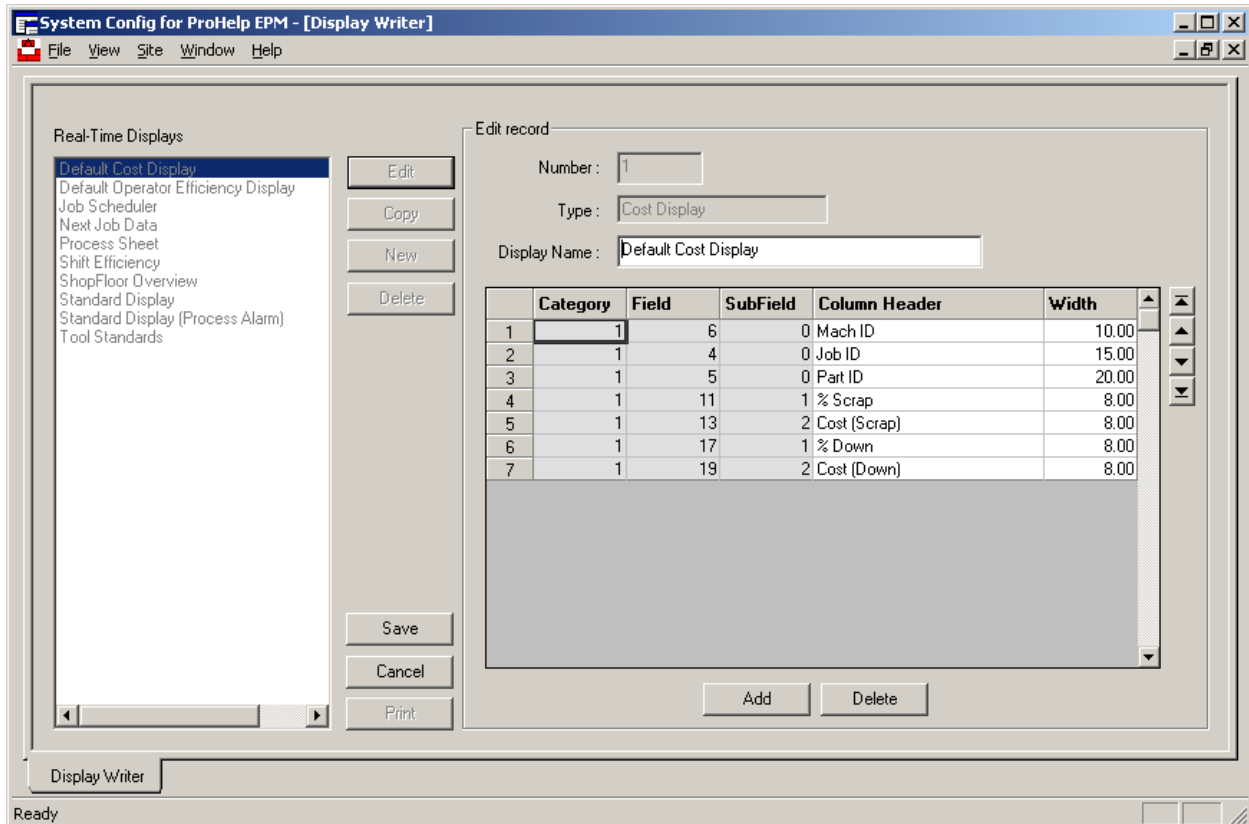 System Config for ProHelp EPM - [Display Writer]
File View Site Window Help
Real-Time Displays
Default Cost Display
Default Operator Efficiency Display
Job Scheduler
Next Job Data
Process Sheet
Shift Efficiency
ShopFloor Overview
Standard Display
Standard Display (Process Alarm)
Tool Standards
Edit
Copy
New
Delete
Save
Cancel
Print
Edit record
Number : 1
Type : Cost Display
Display Name : Default Cost Display
Category Field SubField Column Header Width
1 1 6 0 Mach ID 10.00
2 1 4 0 Job ID 15.00
3 1 5 0 Part ID 20.00
4 1 11 1 % Scrap 8.00
5 1 13 2 Cost (Scrap) 8.00
6 1 17 1 % Down 8.00
7 1 19 2 Cost (Down) 8.00
Add Delete
Display Writer
Ready